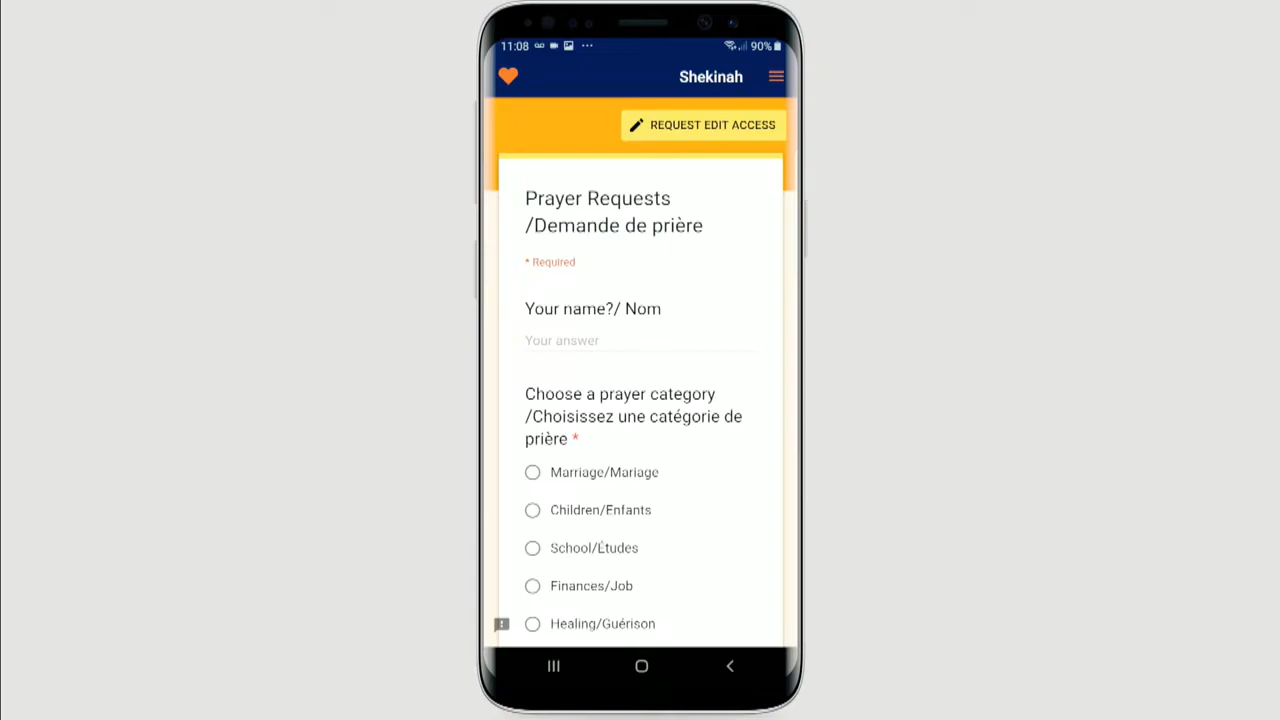 11:08 90%
Shekinah
REQUEST EDIT ACCESS
Prayer Requests
/Demande de prière
* Required
Your name?/ Nom
Your answer
Choose a prayer category
/Choisissez une catégorie de
prière *
Marriage/Mariage
Children/Enfants
School/Études
Finances/Job
Healing/Guérison